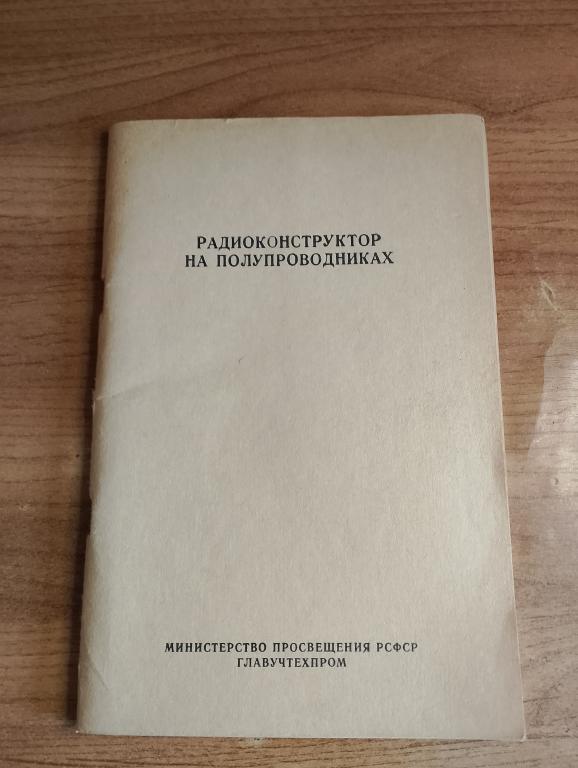 РАДИОКОНСТРУКТОР
НА ПОЛУПРОВОДНИКАХ
МИНИСТЕРСТВО ПРОСВЕЩЕНИЯ РСФСР
ГЛАВУЧТЕХПРОМ